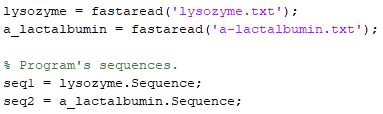 lysozyme = fastaread('lysozyme.txt');
a_lactalbumin = fastaread('a-lactalbumin.txt');
% Program's sequences.
seq1 = lysozyme.Sequence;
seq2 = a_lactalbumin.Sequence;